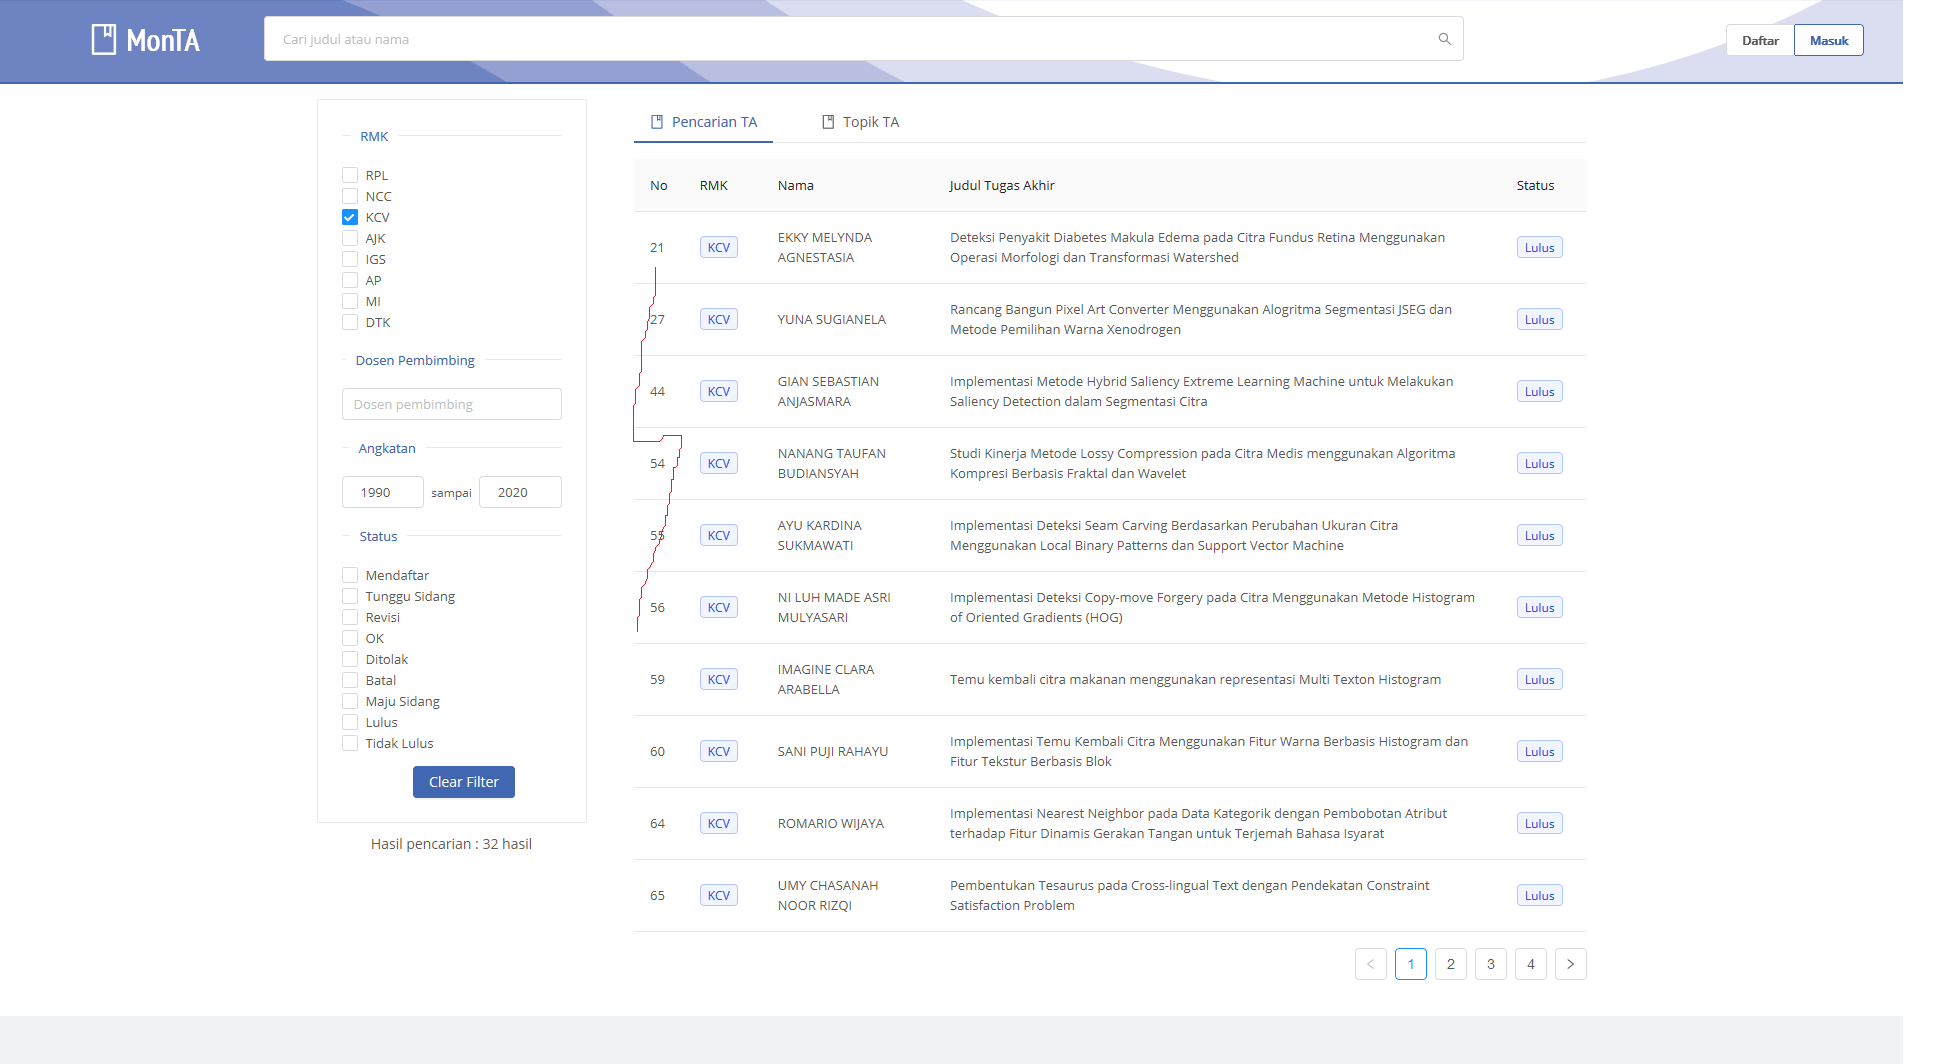 MonTA
Cari judul atau nama
Daftar
Masuk
RMK
RPL
NCC
KCV
AJK
IGS
AP
MI
DTK
Dosen Pembimbing
Dosen pembimbing
Angkatan
1990 sampai 2020
Status
Mendaftar
Tunggu Sidang
Revisi
OK
Ditolak
Batal
Maju Sidang
Lulus
Tidak Lulus
Clear Filter
Hasil pencarian : 32 hasil
Pencarian TA
Topik TA
No RMK Nama Judul Tugas Akhir Status
21 KCV EKKY MELYNDA AGNESTASIA Deteksi Penyakit Diabetes Makula Edema pada Citra Fundus Retina Menggunakan
Operasi Morfologi dan Transformasi Watershed Lulus
27 KCV YUNA SUGIANELA Rancang Bangun Pixel Art Converter Menggunakan Alogritma Segmentasi JSEG dan
Metode Pemilihan Warna Xenodrogen Lulus
44 KCV GIAN SEBASTIAN ANJASMARA Implementasi Metode Hybrid Saliency Extreme Learning Machine untuk Melakukan
Saliency Detection dalam Segmentasi Citra Lulus
54 KCV NANANG TAUFAN BUDIANSYAH Studi Kinerja Metode Lossy Compression pada Citra Medis menggunakan Algoritma
Kompresi Berbasis Fraktal dan Wavelet Lulus
55 KCV AYU KARDINA SUKMAWATI Implementasi Deteksi Seam Carving Berdasarkan Perubahan Ukuran Citra
Menggunakan Local Binary Patterns dan Support Vector Machine Lulus
56 KCV NI LUH MADE ASRI MULYASARI Implementasi Deteksi Copy-move Forgery pada Citra Menggunakan Metode Histogram
of Oriented Gradients (HOG) Lulus
59 KCV IMAGINE CLARA ARABELLA Temu kembali citra makanan menggunakan representasi Multi Texton Histogram Lulus
60 KCV SANI PUJI RAHAYU Implementasi Temu Kembali Citra Menggunakan Fitur Warna Berbasis Histogram dan
Fitur Tekstur Berbasis Blok Lulus
64 KCV ROMARIO WIJAYA Implementasi Nearest Neighbor pada Data Kategorik dengan Pembobotan Atribut
terhadap Fitur Dinamis Gerakan Tangan untuk Terjemah Bahasa Isyarat Lulus
65 KCV UMY CHASANAH NOOR RIZQI Pembentukan Tesaurus pada Cross-lingual Text dengan Pendekatan Constraint
Satisfaction Problem Lulus
< 1 2 3 4 >